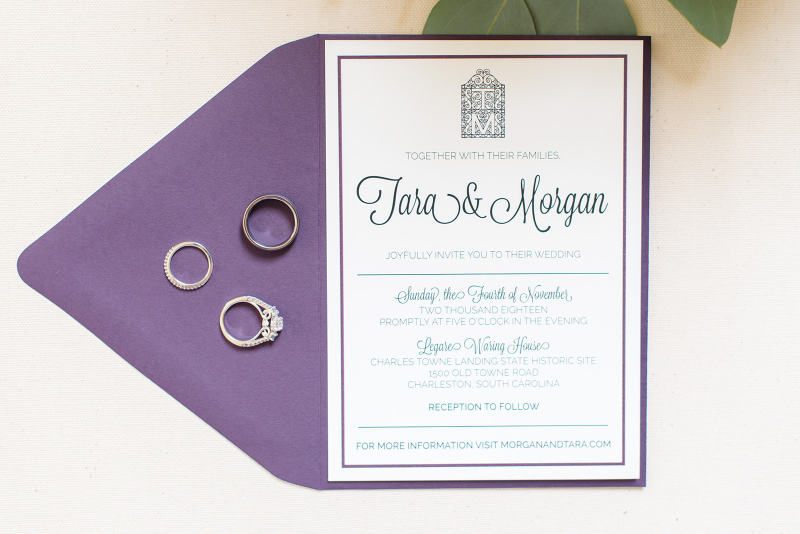 T
M
TOGETHER WITH THEIR FAMILIES,
Tara & Morgan
JOYFULLY INVITE YOU TO THEIR WEDDING
Sunday, the Fourth of November,
TWO THOUSAND EIGHTEEN
PROMPTLY AT FIVE O'CLOCK IN THE EVENING
Legare Waring House
CHARLES TOWNE LANDING STATE HISTORIC SITE
1500 OLD TOWNE ROAD
CHARLESTON, SOUTH CAROLINA
RECEPTION TO FOLLOW
FOR MORE INFORMATION VISIT MORGANANDTARA.COM